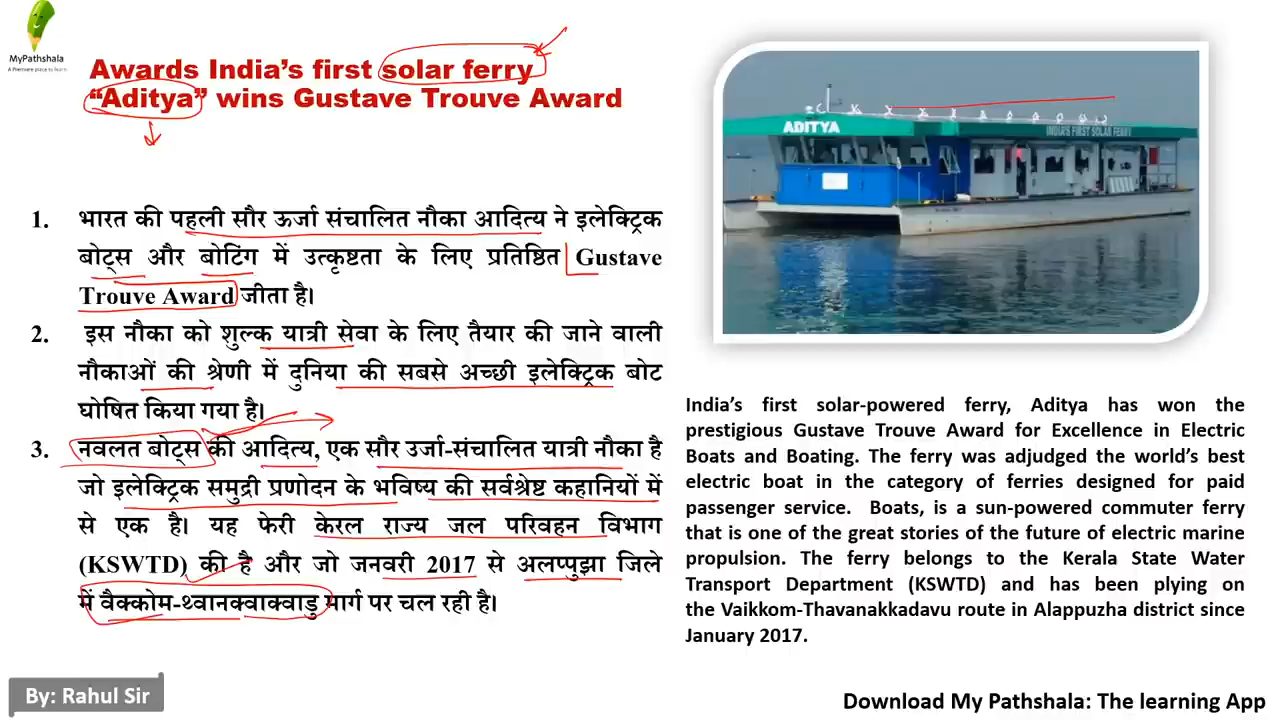 MyPathshala
A Premiere place to learn
Awards India's first solar ferry
"Aditya" wins Gustave Trouve Award
1. भारत की पहली सौर ऊर्जा संचालित नौका आदित्य ने इलेक्ट्रिक
बोट्स और बोटिंग में उत्कृष्टता के लिए प्रतिष्ठित Gustave
Trouve Award जीता है।
2. इस नौका को शुल्क यात्री सेवा के लिए तैयार की जाने वाली
नौकाओं की श्रेणी में दुनिया की सबसे अच्छी इलेक्ट्रिक बोट
घोषित किया गया है।
3. नवलत बोट्स की आदित्य, एक सौर उर्जा-संचालित यात्री नौका है
जो इलेक्ट्रिक समुद्री प्रणोदन के भविष्य की सर्वश्रेष्ठ कहानियों में
से एक है। यह फेरी केरल राज्य जल परिवहन विभाग
(KSWTD) की है और जो जनवरी 2017 से अलप्पुझा जिले
में वैक्कोम-थ्वानक्वाक्वाडु मार्ग पर चल रही है।
ADITYA
INDIA'S FIRST SOLAR FERRY
India's first solar-powered ferry, Aditya has won the
prestigious Gustave Trouve Award for Excellence in Electric
Boats and Boating. The ferry was adjudged the world's best
electric boat in the category of ferries designed for paid
passenger service. Boats, is a sun-powered commuter ferry
that is one of the great stories of the future of electric marine
propulsion. The ferry belongs to the Kerala State Water
Transport Department (KSWTD) and has been plying on
the Vaikkom-Thavanakkadavu route in Alappuzha district since
January 2017.
By: Rahul Sir
Download My Pathshala: The learning App